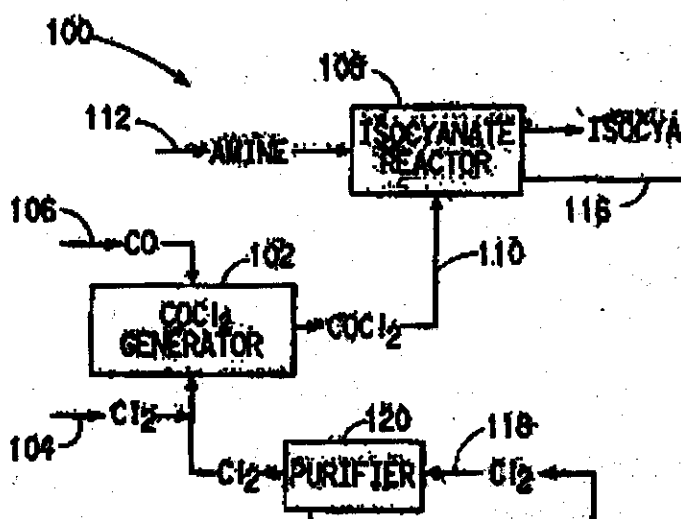 100
108
112
AMINE
ISOCYANATE
REACTOR
ISOCYA
116
106
CO
102
110
COCl2
GENERATOR
COCl2
104
Cl2
120
118
Cl2
PURIFIER
Cl2